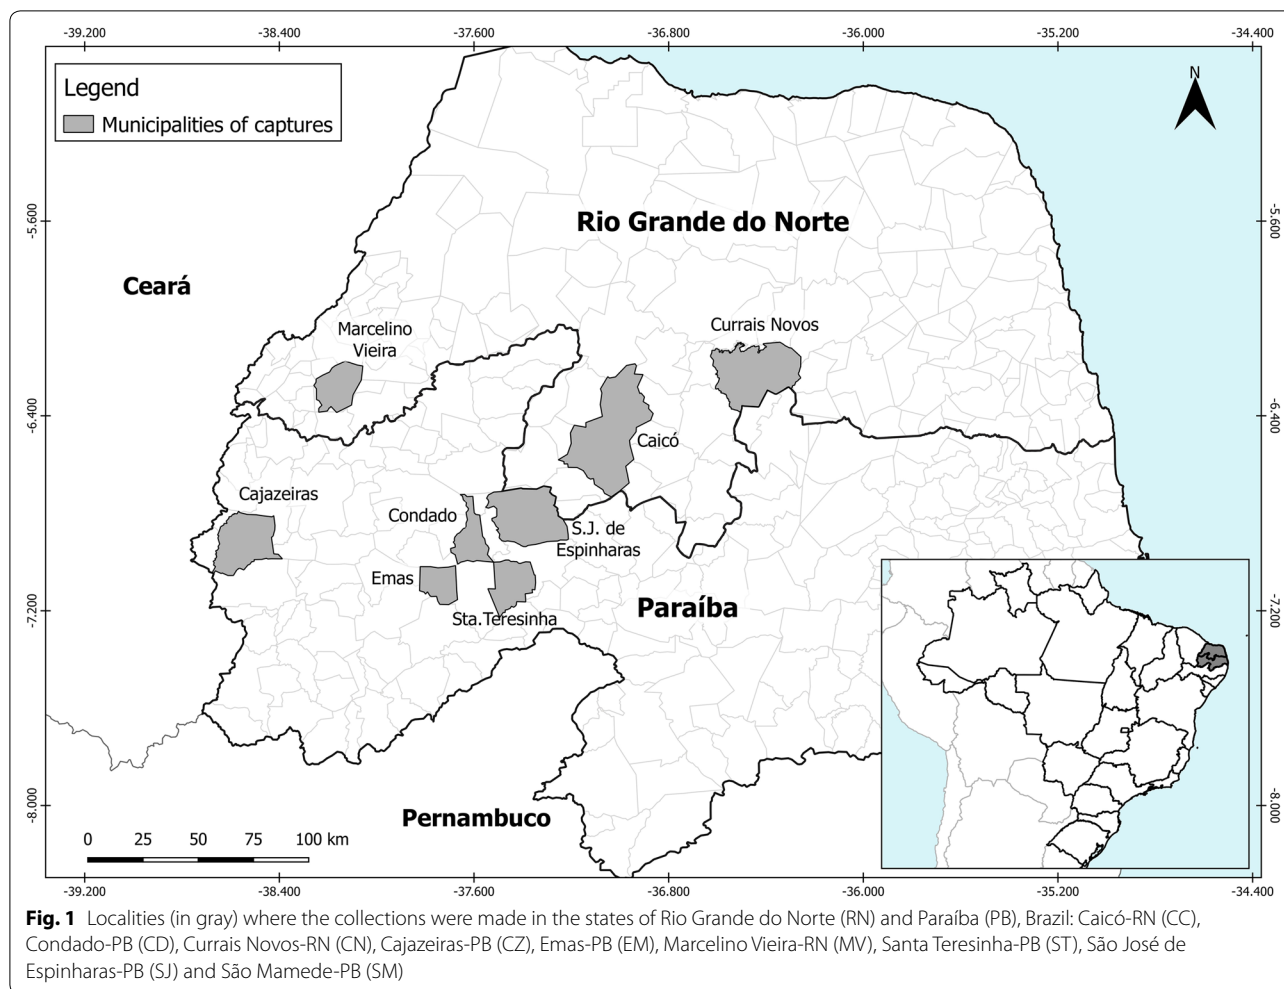 -39.200 -38.400 -37.600 -36.800 -36.000 -35.200 -34.400
N
Legend
Municipalities of captures
-5.600
-5.600
Rio Grande do Norte
Ceará
Marcelino
Vieira
Currais Novos
-6.400
-6.400
Caicó
Cajazeiras
Condado
S.J. de
Espinharas
Emas
Sta.Teresinha
Paraíba
-7.200
-7.200
Pernambuco
-8.000
-8.000
0 25 50 75 100 km
-39.200 -38.400 -37.600 -36.800 -36.000 -35.200 -34.400
Fig. 1 Localities (in gray) where the collections were made in the states of Rio Grande do Norte (RN) and Paraíba (PB), Brazil: Caicó-RN (CC),
Condado-PB (CD), Currais Novos-RN (CN), Cajazeiras-PB (CZ), Emas-PB (EM), Marcelino Vieira-RN (MV), Santa Teresinha-PB (ST), São José de
Espinharas-PB (SJ) and São Mamede-PB (SM)